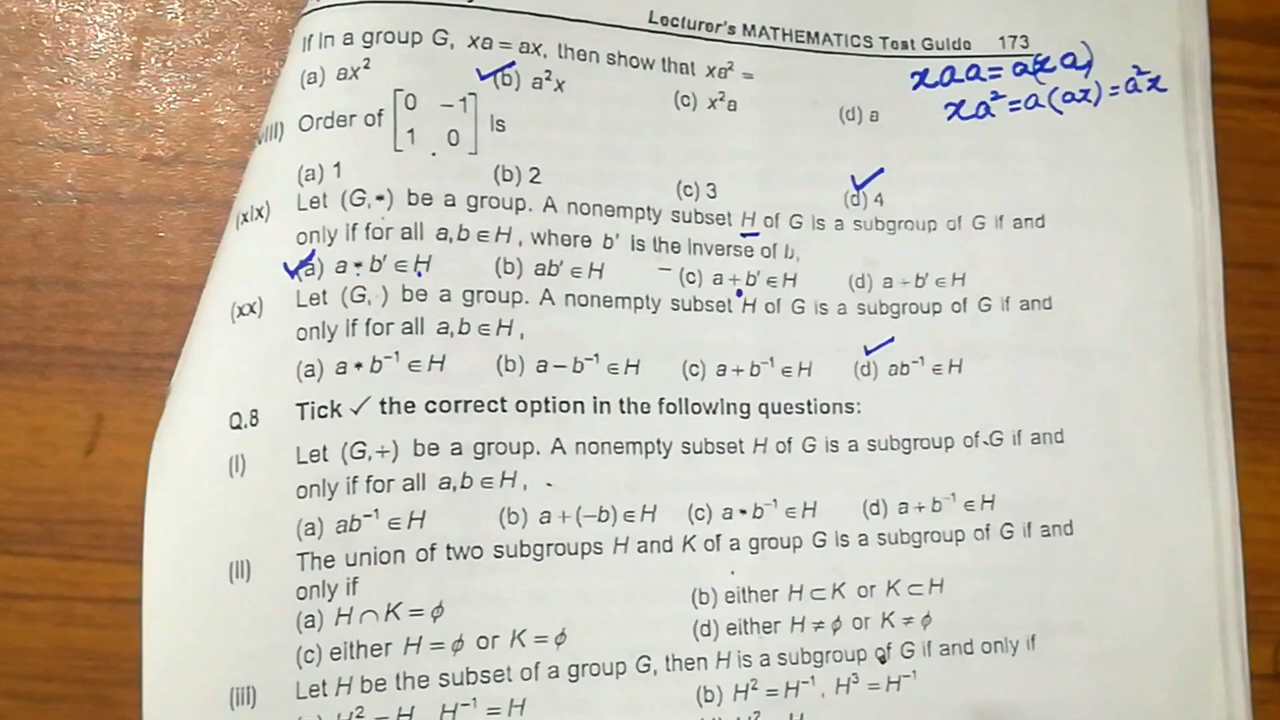 Lecturer's MATHEMATICS Test Guide 173
If in a group G, xa = ax, then show that xa² =
(a) ax² ✓(b) a²x (c) x²a (d) a
xaa = a(xa)
xa² = a(ax) = a²x
viii) Order of [0 −1; 1 0] is
(a) 1 (b) 2 (c) 3 ✓(d) 4
(xix) Let (G,*) be a group. A nonempty subset H of G is a subgroup of G if and
only if for all a,b ∈ H, where b' is the inverse of b,
✓(a) a * b' ∈ H (b) ab' ∈ H (c) a + b' ∈ H (d) a ÷ b' ∈ H
(xx) Let (G, ) be a group. A nonempty subset H of G is a subgroup of G if and
only if for all a,b ∈ H,
(a) a * b⁻¹ ∈ H (b) a − b⁻¹ ∈ H (c) a + b⁻¹ ∈ H ✓(d) ab⁻¹ ∈ H
Q.8 Tick ✓ the correct option in the following questions:
(i) Let (G,+) be a group. A nonempty subset H of G is a subgroup of G if and
only if for all a,b ∈ H,
(a) ab⁻¹ ∈ H (b) a + (−b) ∈ H (c) a * b⁻¹ ∈ H (d) a ÷ b⁻¹ ∈ H
(ii) The union of two subgroups H and K of a group G is a subgroup of G if and
only if
(a) H ∩ K = φ (b) either H ⊂ K or K ⊂ H
(c) either H = φ or K = φ (d) either H ≠ φ or K ≠ φ
(iii) Let H be the subset of a group G, then H is a subgroup of G if and only if
H² = H, H⁻¹ = H (b) H² = H⁻¹, H³ = H⁻¹